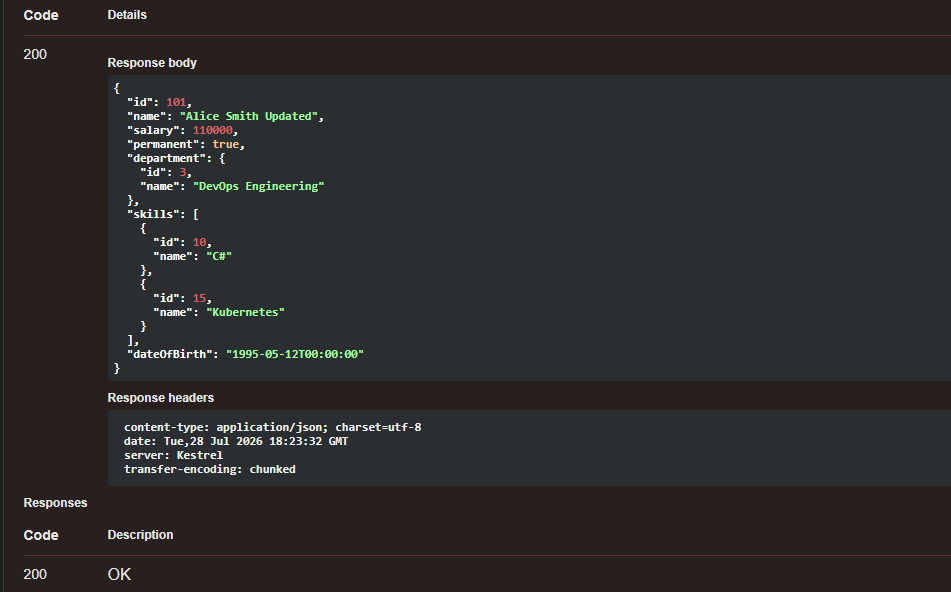 Code Details
200
Response body
{
  "id": 101,
  "name": "Alice Smith Updated",
  "salary": 110000,
  "permanent": true,
  "department": {
    "id": 3,
    "name": "DevOps Engineering"
  },
  "skills": [
    {
      "id": 10,
      "name": "C#"
    },
    {
      "id": 15,
      "name": "Kubernetes"
    }
  ],
  "dateOfBirth": "1995-05-12T00:00:00"
}
Response headers
content-type: application/json; charset=utf-8
date: Tue,28 Jul 2026 18:23:32 GMT
server: Kestrel
transfer-encoding: chunked
Responses
Code Description
200 OK